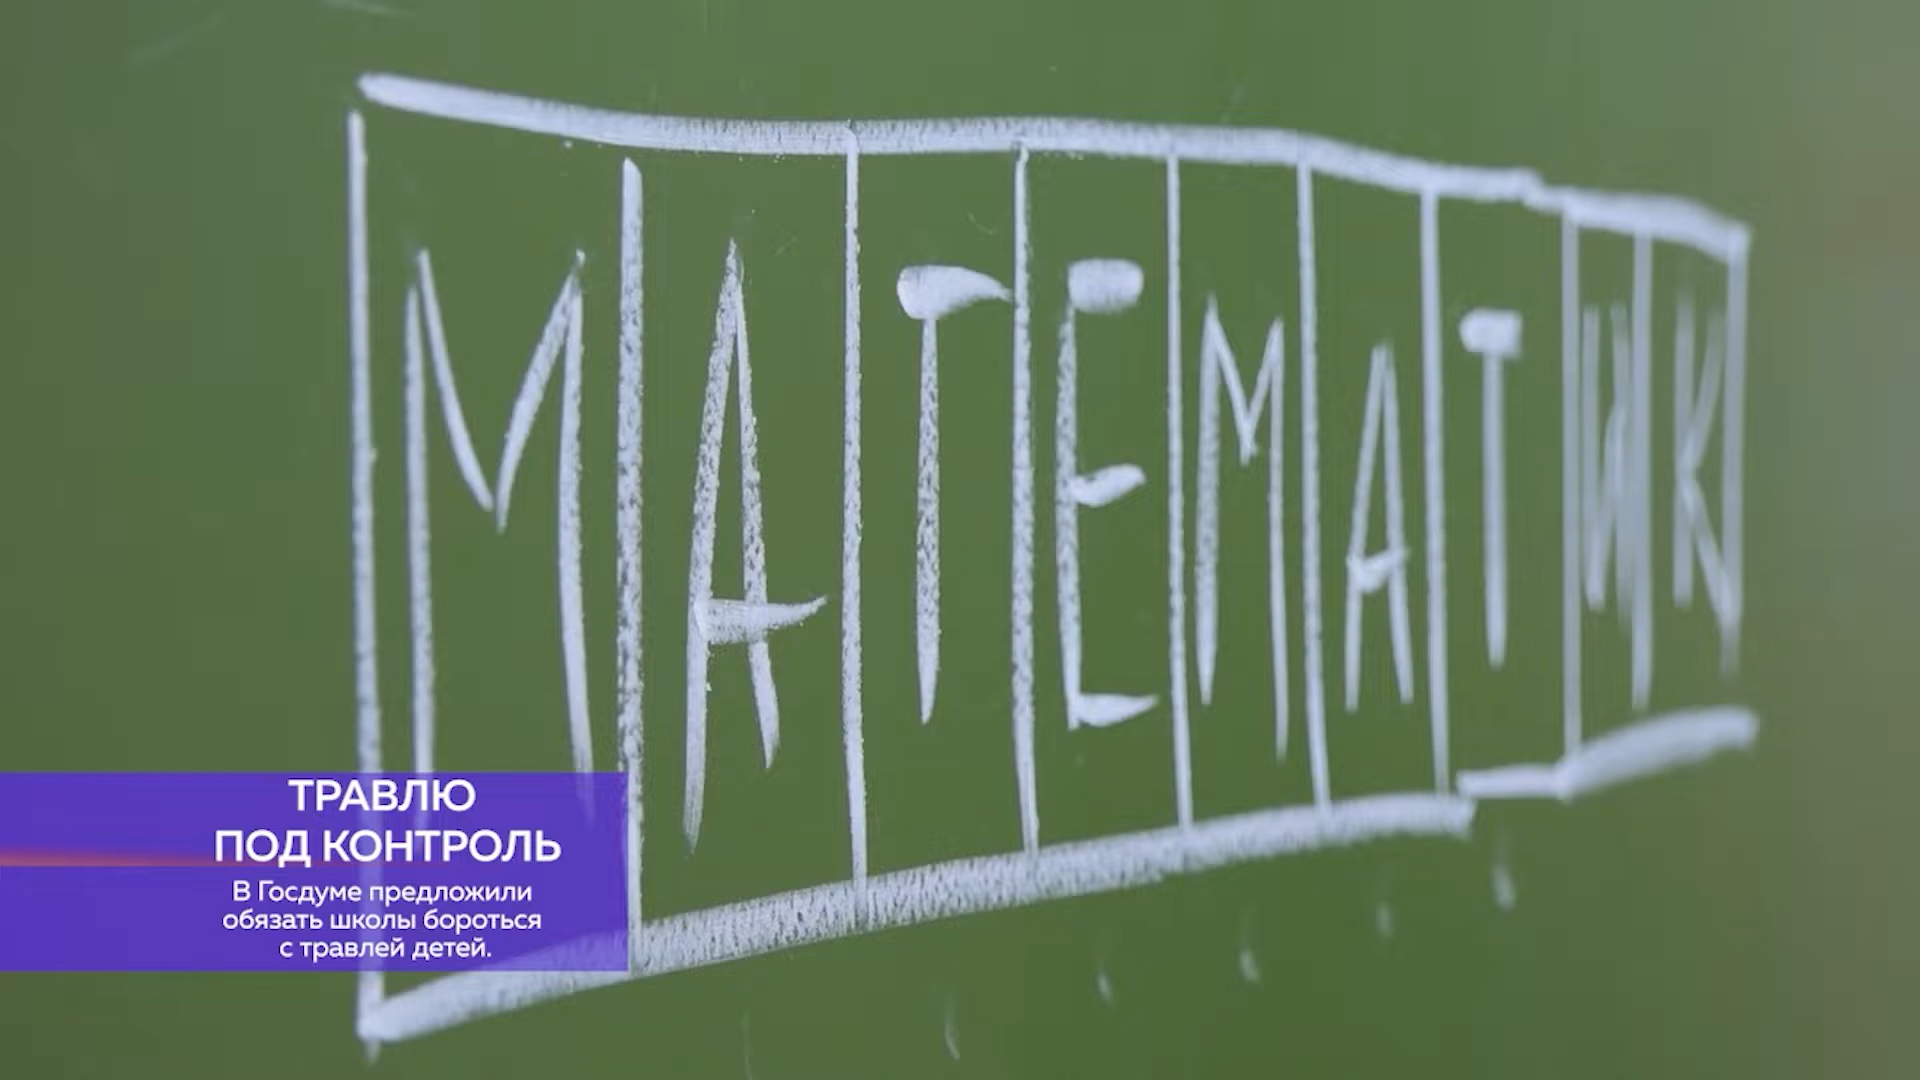 МАТЕМАТИК
ТРАВЛЮ
ПОД КОНТРОЛЬ
В Госдуме предложили
обязать школы бороться
с травлей детей.